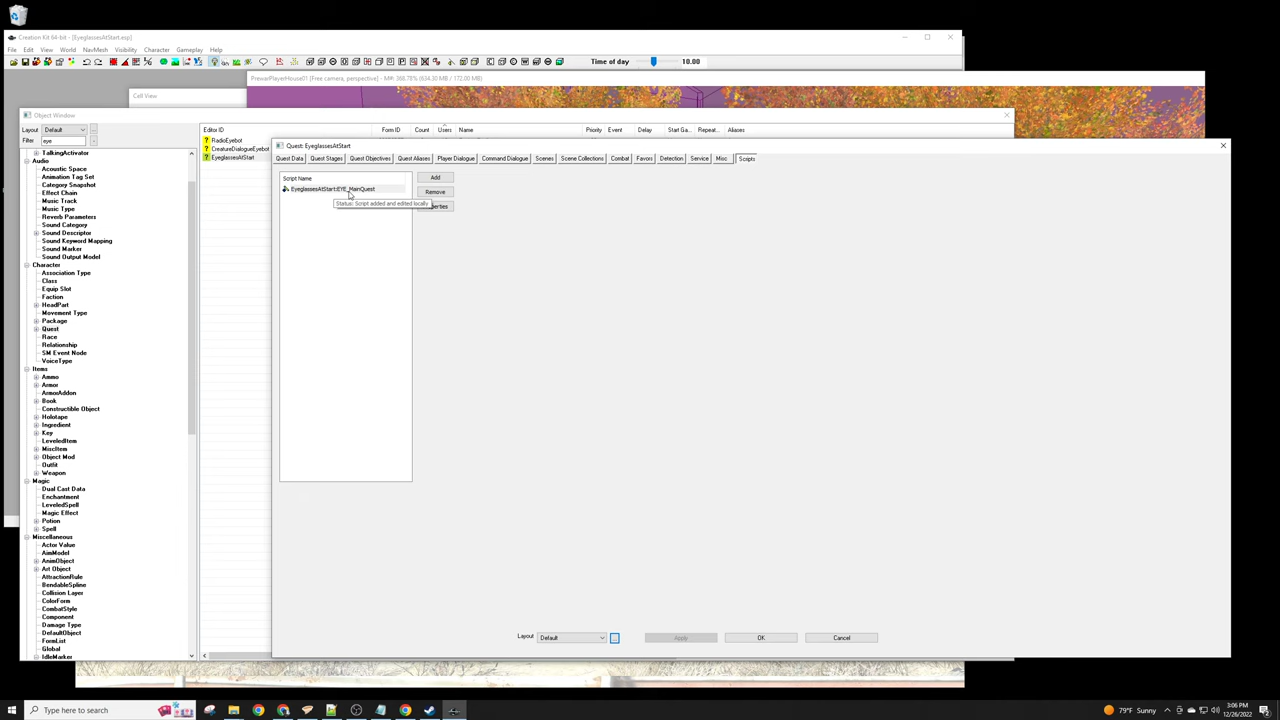 Creation Kit 64-bit - [EyeglassesAtStart.esp]
File Edit View World NavMesh Visibility Character Gameplay Help
Time of day 10.00
PrewarPlayerHouse01 [Free camera, perspective]
Cell View
Object Window
Layout Default
Filter eye
Editor ID Form ID Count Users Name Priority Event Delay Start Ga... Repeat... Aliases
RadioEyebot
CreatureDialogueEyebot
EyeglassesAtStart
Quest: EyeglassesAtStart
Quest Data Quest Stages Quest Objectives Quest Aliases Player Dialogue Command Dialogue Scenes Scene Collections Combat Favors Detection Service Misc Scripts
Script Name
EyeglassesAtStart:EYE_MainQuest
Status: Script added and edited locally
Add
Remove
TalkingActivator
Audio
Acoustic Space
Animation Tag Set
Category Snapshot
Effect Chain
Music Track
Music Type
Reverb Parameters
Sound Category
Sound Descriptor
Sound Keyword Mapping
Sound Marker
Sound Output Model
Character
Association Type
Class
Equip Slot
Faction
HeadPart
Movement Type
Package
Quest
Race
Relationship
SM Event Node
VoiceType
Items
Ammo
Armor
ArmorAddon
Book
Constructible Object
Holotape
Ingredient
Key
LeveledItem
MiscItem
Object Mod
Outfit
Weapon
Magic
Dual Cast Data
Enchantment
LeveledSpell
Magic Effect
Potion
Spell
Miscellaneous
Actor Value
AimModel
AnimObject
Art Object
AttractionRule
BendableSpline
Collision Layer
ColorForm
CombatStyle
Component
Damage Type
DefaultObject
FormList
Global
IdleMarker
Layout Default ... Apply OK Cancel
Type here to search
79°F Sunny
3:06 PM
12/26/2022